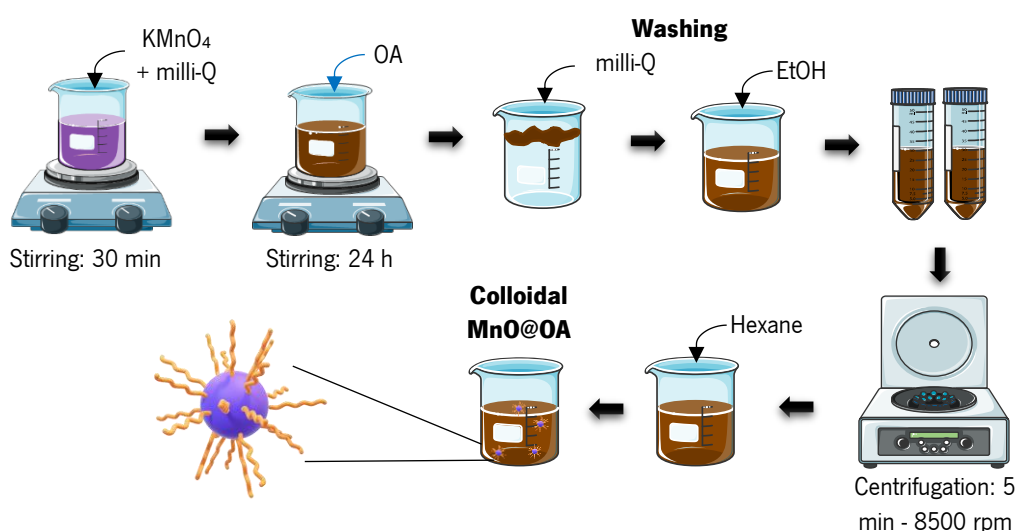 KMnO₄
+ milli-Q
OA
Washing
milli-Q
EtOH
Stirring: 30 min
Stirring: 24 h
Colloidal
MnO@OA
Hexane
Centrifugation: 5
min - 8500 rpm